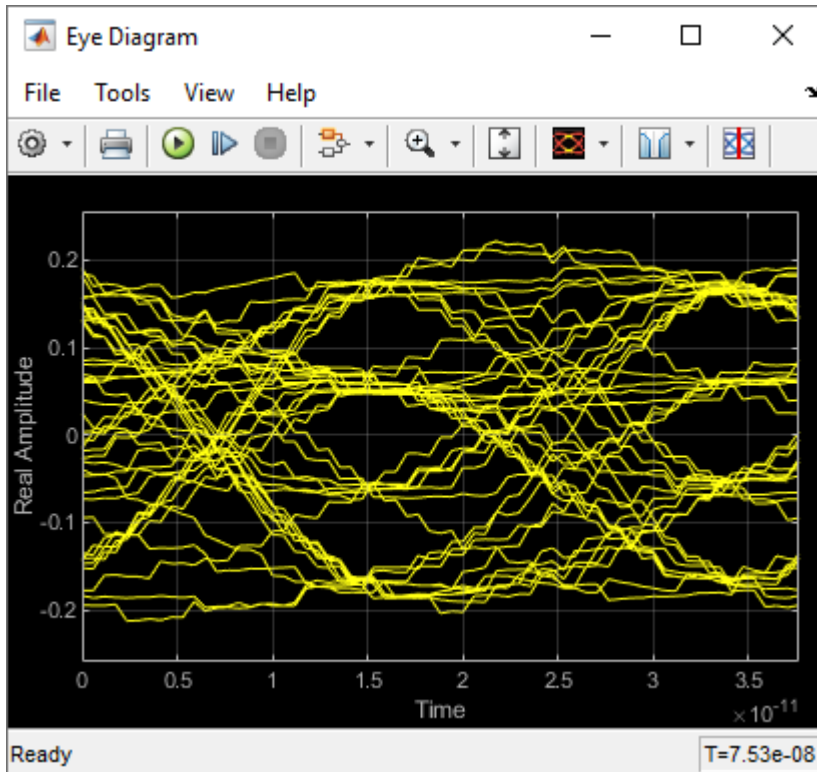 Eye Diagram
File Tools View Help
0.2
0.1
0
-0.1
-0.2
Real Amplitude
0 0.5 1 1.5 2 2.5 3 3.5
Time
×10⁻¹¹
Ready T=7.53e-08